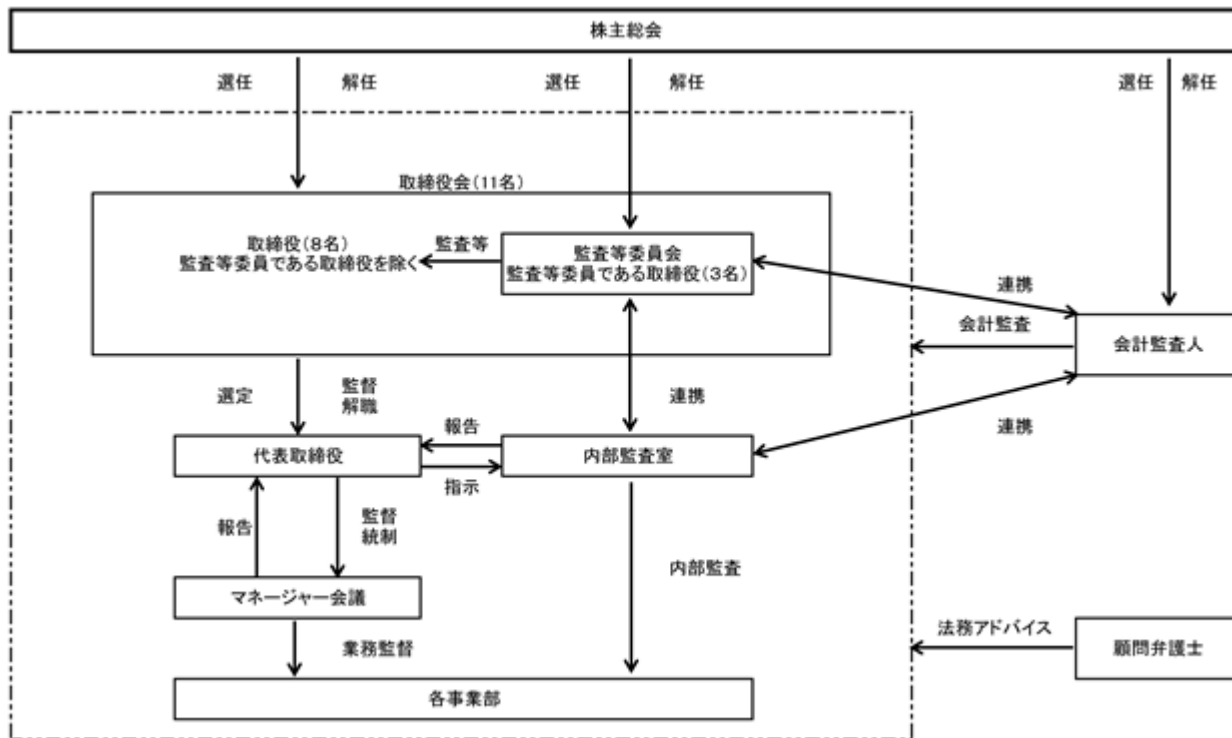 株主総会
選任
解任
選任
解任
選任
解任
取締役会(11名)
取締役(8名)
監査等委員である取締役を除く
監査等
監査等委員会
監査等委員である取締役(3名)
連携
会計監査
会計監査人
選定
監督
解職
連携
連携
代表取締役
報告
指示
内部監査室
報告
監督
統制
内部監査
マネージャー会議
業務監督
法務アドバイス
顧問弁護士
各事業部